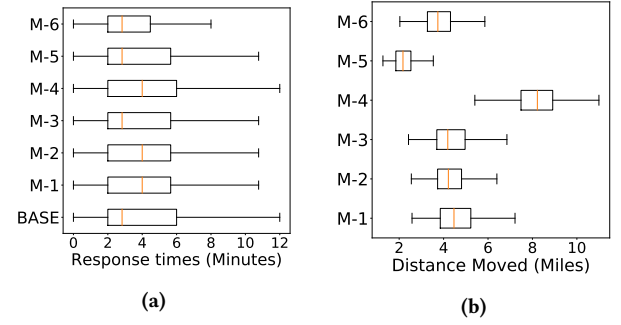 M-6
M-5
M-4
M-3
M-2
M-1
BASE
0 2 4 6 8 10 12
Response times (Minutes)
(a)
M-6
M-5
M-4
M-3
M-2
M-1
2 4 6 8 10
Distance Moved (Miles)
(b)